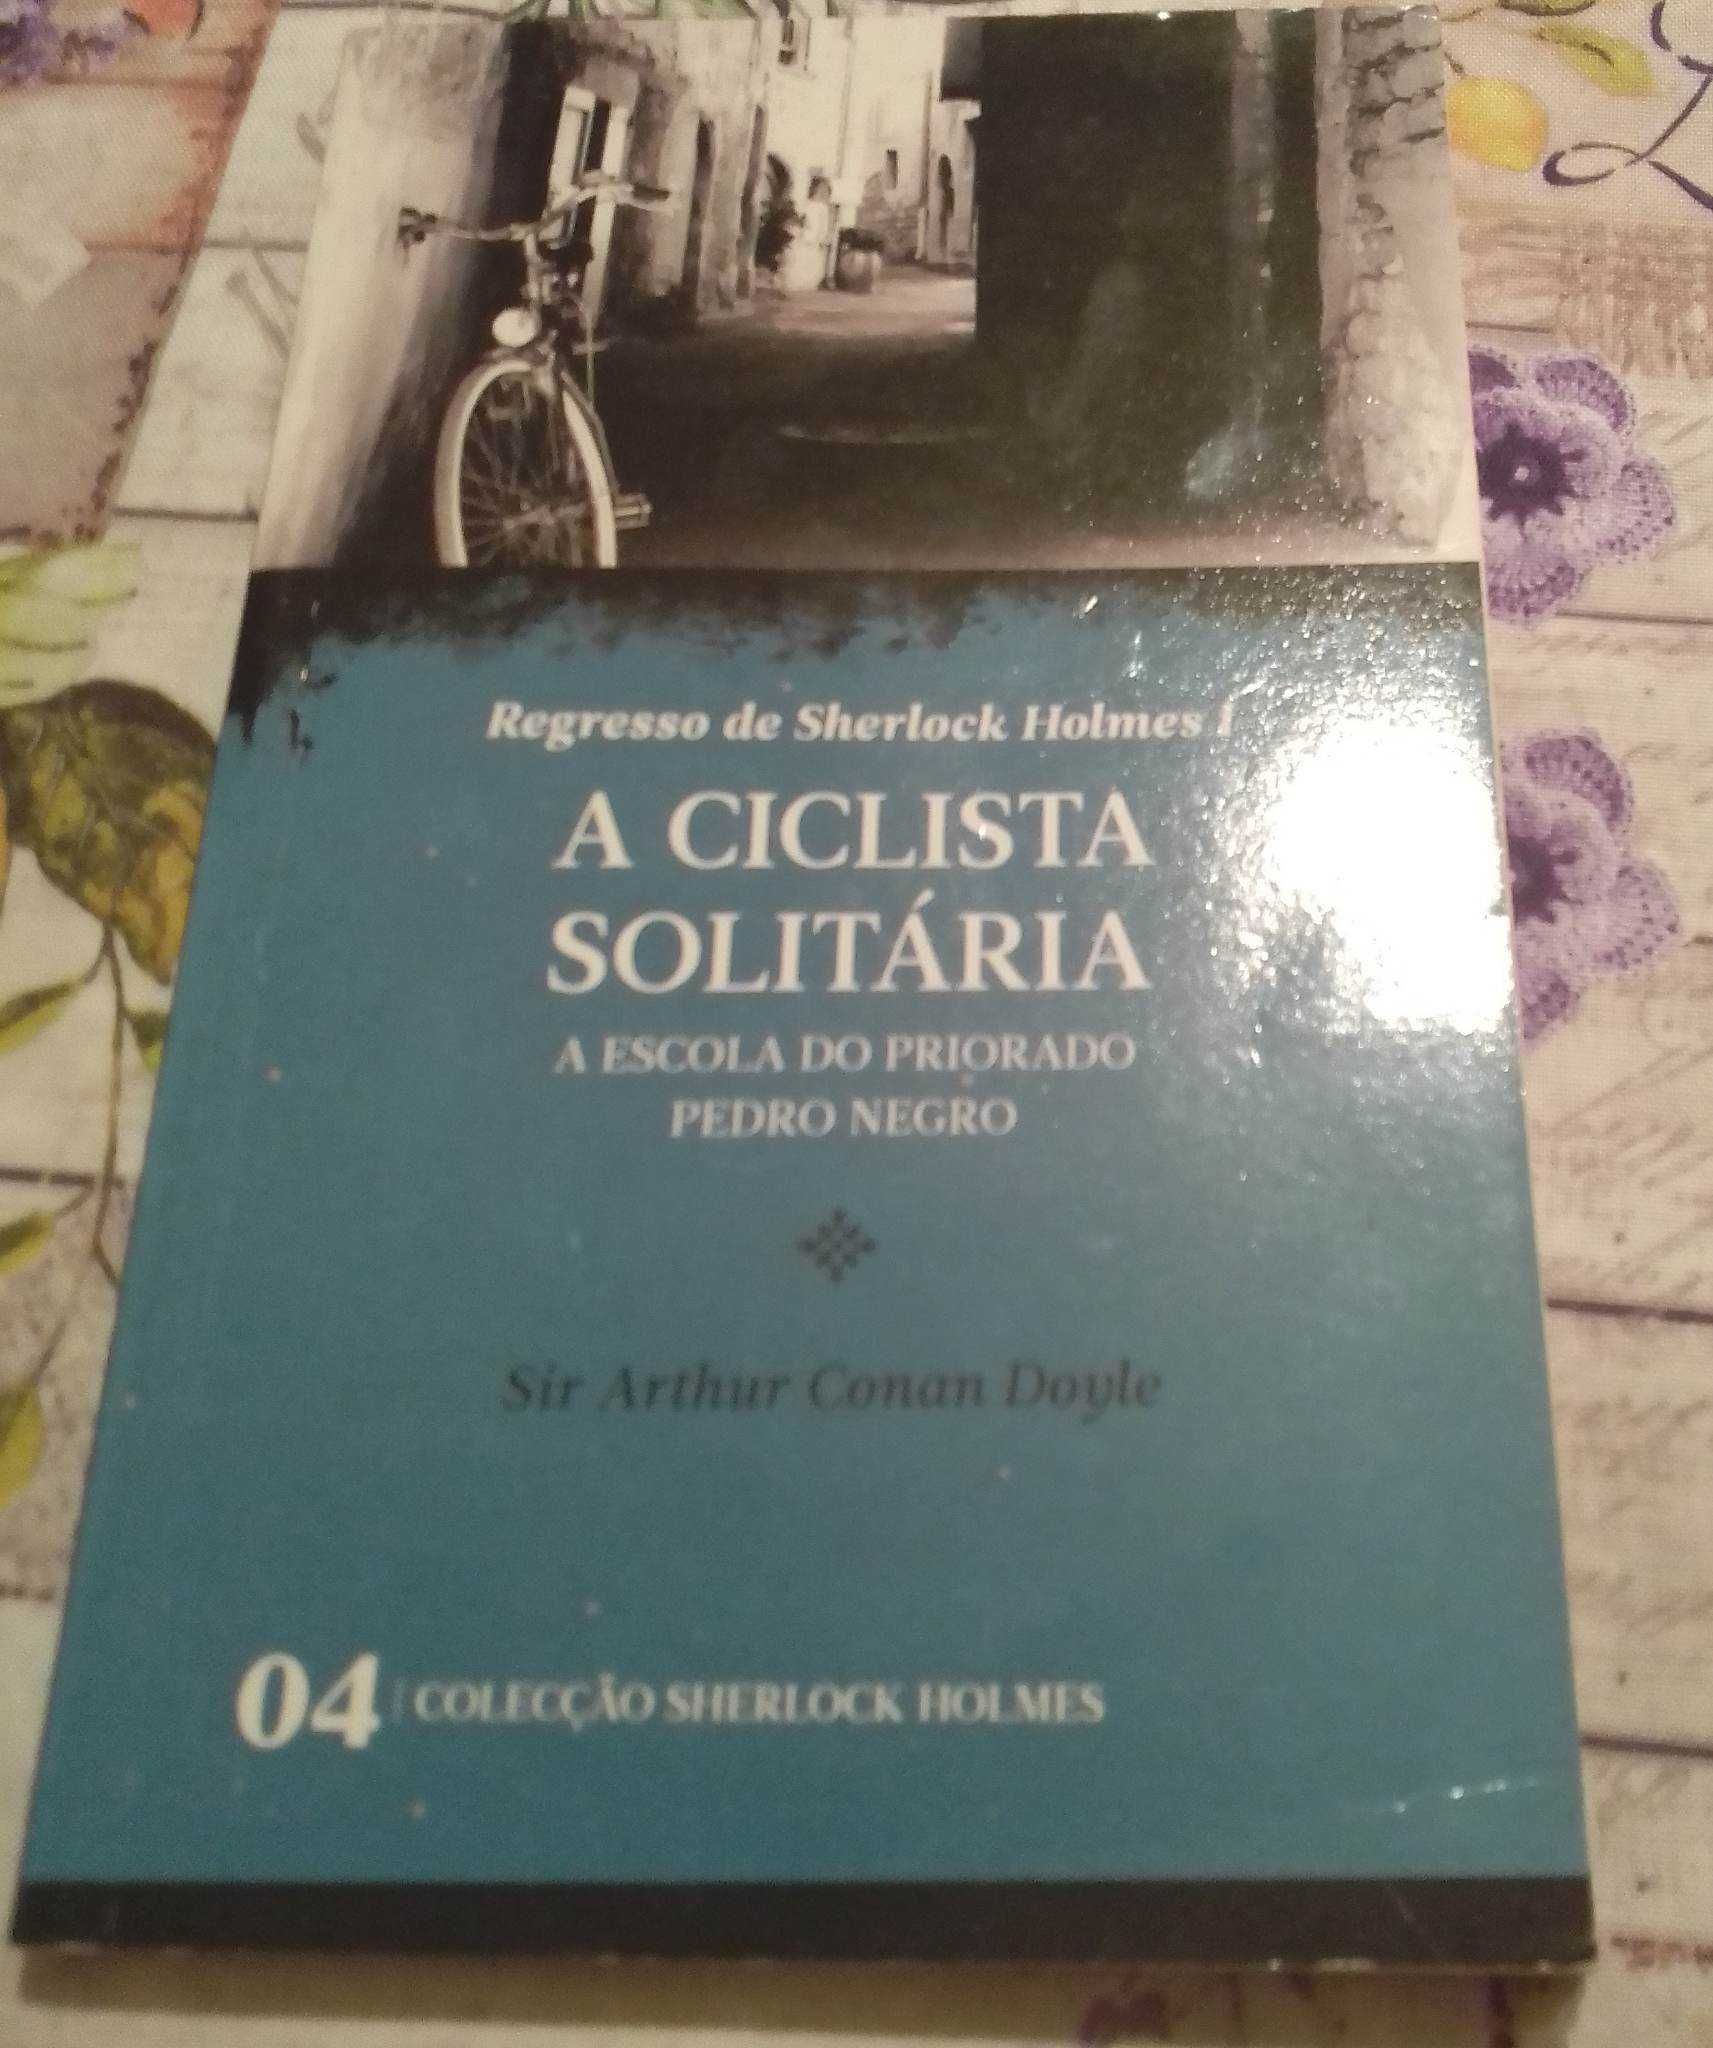 Regresso de Sherlock Holmes I
A CICLISTA
SOLITÁRIA
A ESCOLA DO PRIORADO
PEDRO NEGRO
Sir Arthur Conan Doyle
04 | COLECÇÃO SHERLOCK HOLMES